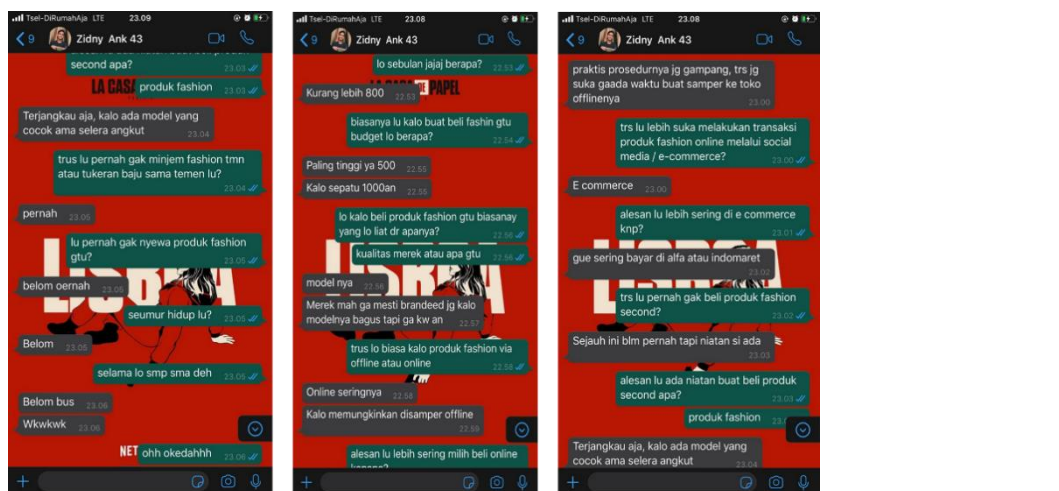 Tsel-DiRumahAja LTE 23.09
9 Zidny Ank 43
second apa? 23.03
LA CASA
produk fashion 23.03
Terjangkau aja, kalo ada model yang
cocok ama selera angkut 23.04
trus lu pernah gak minjem fashion tmn
atau tukeran baju sama temen lu?
23.04
pernah 23.05
lu pernah gak nyewa produk fashion
gtu? 23.05
belom oernah 23.05
seumur hidup lu? 23.05
Belom 23.05
selama lo smp sma deh 23.05
Belom bus 23.06
Wkwkwk 23.06
NET
ohh okedahhh 23.06
Tsel-DiRumahAja LTE 23.08
9 Zidny Ank 43
lo sebulan jajaj berapa? 22.53
DE PAPEL
Kurang lebih 800 22.53
biasanya lu kalo buat beli fashin gtu
budget lo berapa? 22.54
Paling tinggi ya 500 22.55
Kalo sepatu 1000an 22.55
lo kalo beli produk fashion gtu biasanay
yang lo liat dr apanya? 22.56
kualitas merek atau apa gtu 22.56
model nya 22.56
Merek mah ga mesti brandeed jg kalo
modelnya bagus tapi ga kw an 22.57
trus lo biasa kalo produk fashion via
offline atau online 22.58
Online seringnya 22.58
Kalo memungkinkan disamper offline
22.59
alesan lu lebih sering milih beli online
Tsel-DiRumahAja LTE 23.08
9 Zidny Ank 43
praktis prosedurnya jg gampang, trs jg
suka gaada waktu buat samper ke toko
offlinenya 23.00
trs lu lebih suka melakukan transaksi
produk fashion online melalui social
media / e-commerce? 23.00
E commerce 23.00
alesan lu lebih sering di e commerce
knp? 23.01
gue sering bayar di alfa atau indomaret
23.02
trs lu pernah gak beli produk fashion
second? 23.02
Sejauh ini blm pernah tapi niatan si ada
23.03
alesan lu ada niatan buat beli produk
second apa? 23.03
produk fashion
Terjangkau aja, kalo ada model yang
cocok ama selera angkut 23.04